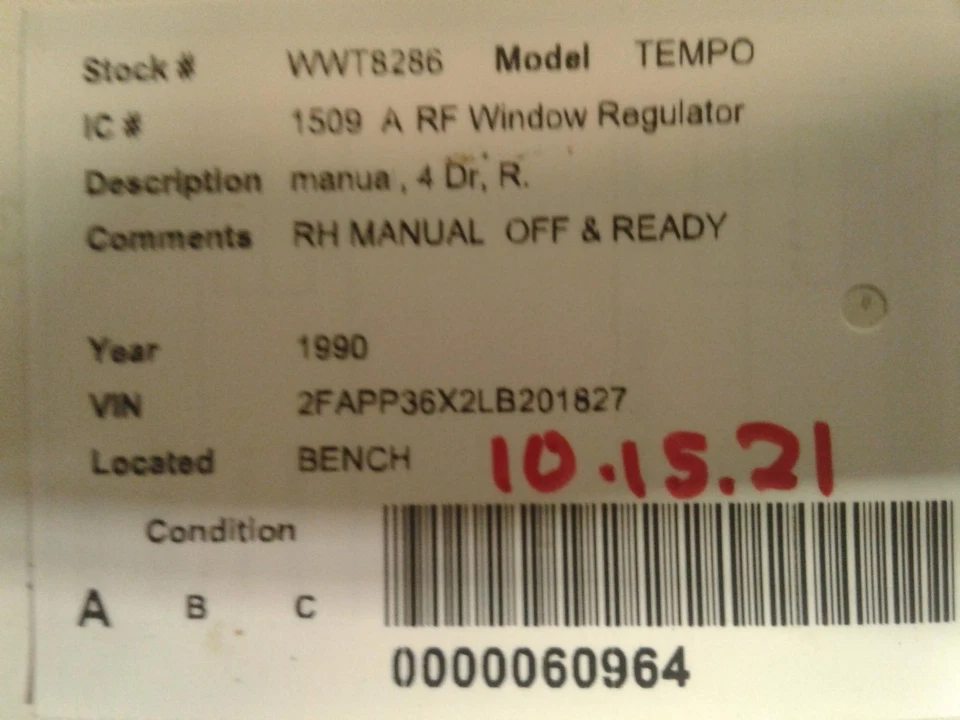 Stock # WWT8286 Model TEMPO
IC # 1509 A RF Window Regulator
Description manua , 4 Dr, R.
Comments RH MANUAL OFF & READY
Year 1990
VIN 2FAPP36X2LB201827
Located BENCH 10.15.21
Condition
A B C
0000060964